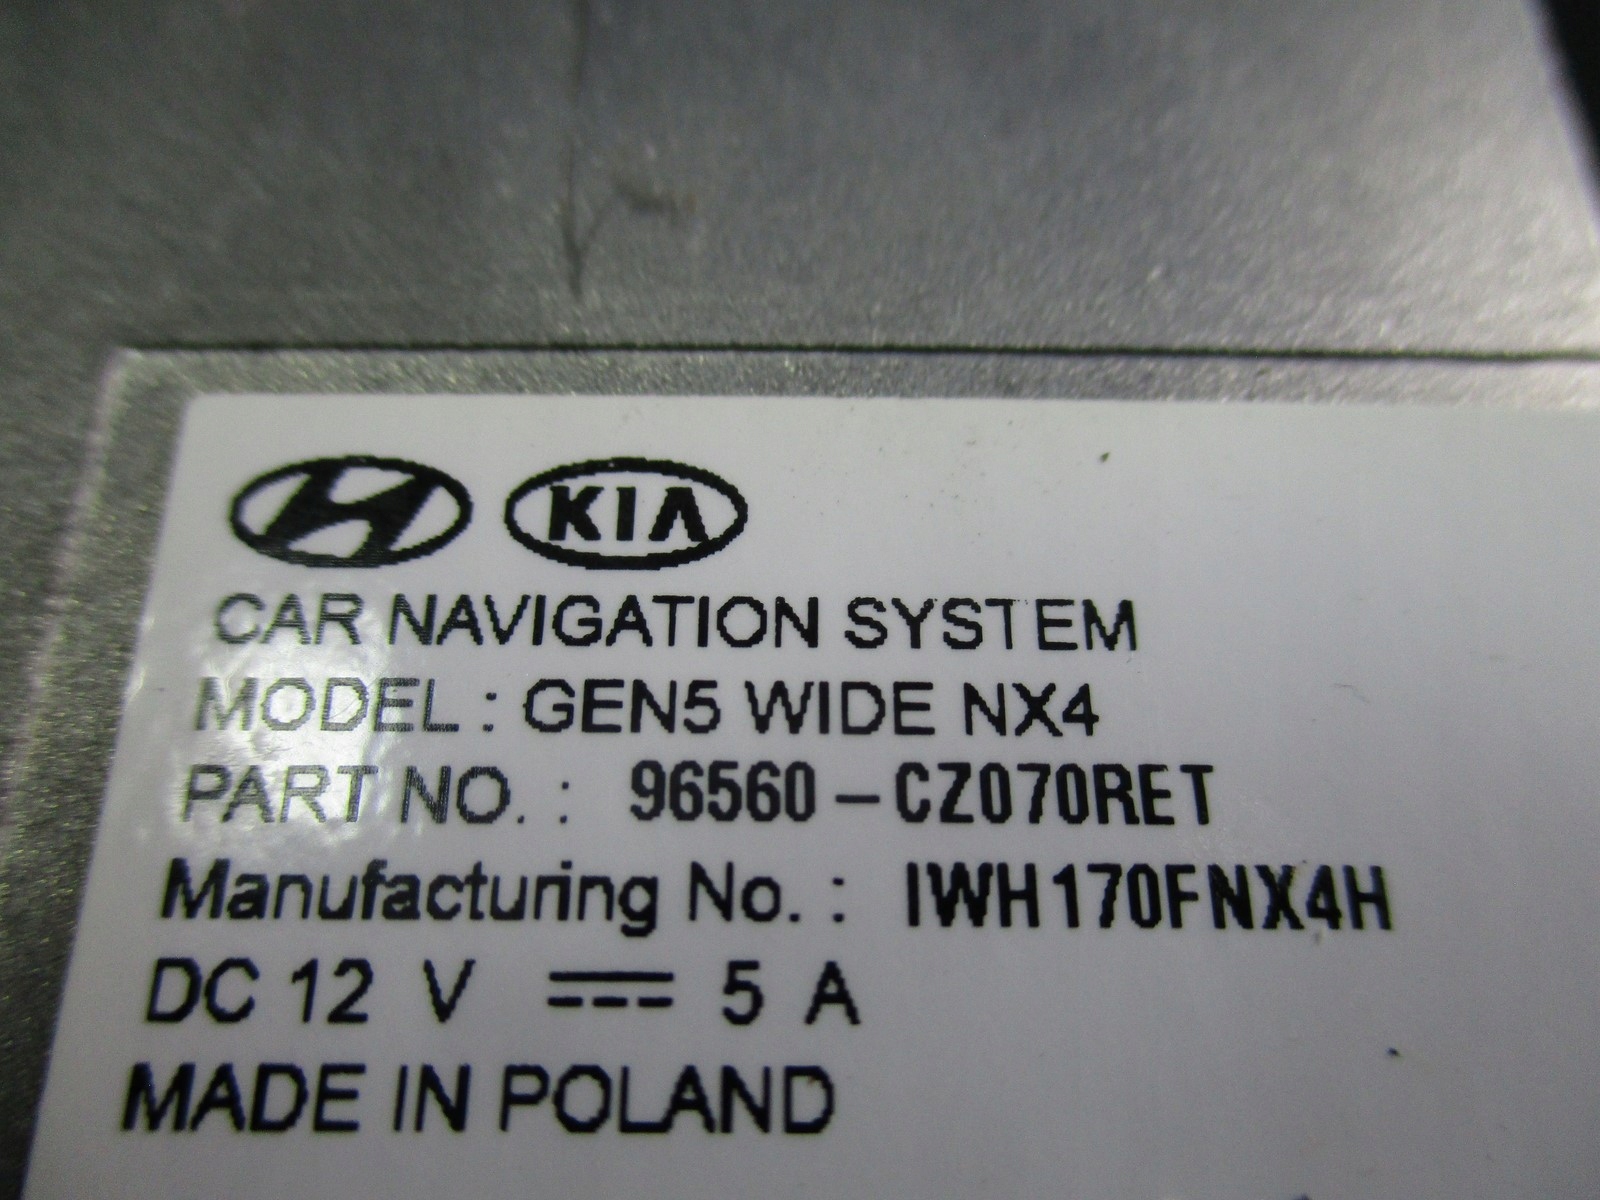 KIA
CAR NAVIGATION SYSTEM
MODEL : GEN5 WIDE NX4
PART NO. : 96560-CZ070RET
Manufacturing No. : IWH170FNX4H
DC 12 V ⎓ 5 A
MADE IN POLAND